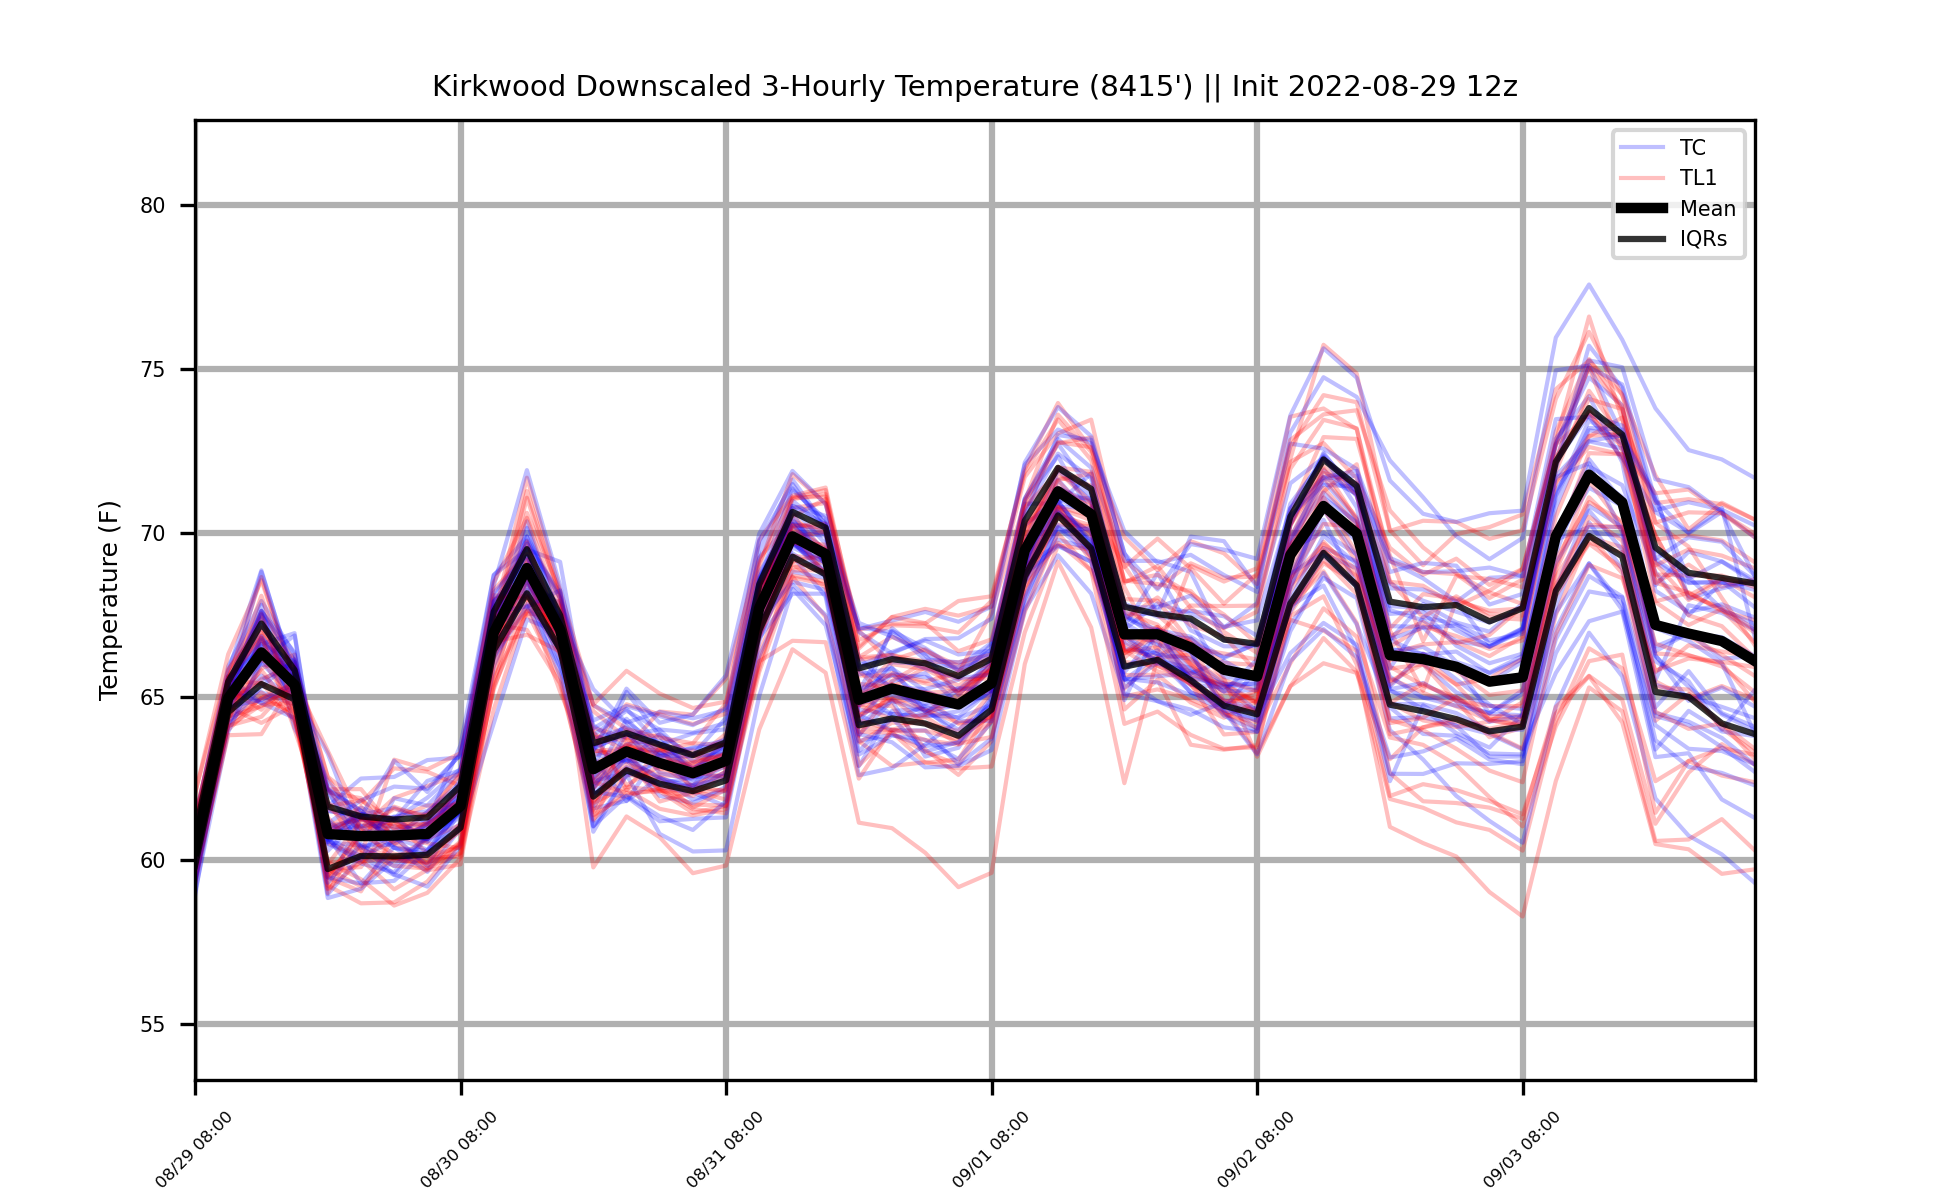 Kirkwood Downscaled 3-Hourly Temperature (8415') || Init 2022-08-29 12z
TC
TL1
Mean
IQRs
Temperature (F)
80
75
70
65
60
55
08/29 08:00
08/30 08:00
08/31 08:00
09/01 08:00
09/02 08:00
09/03 08:00